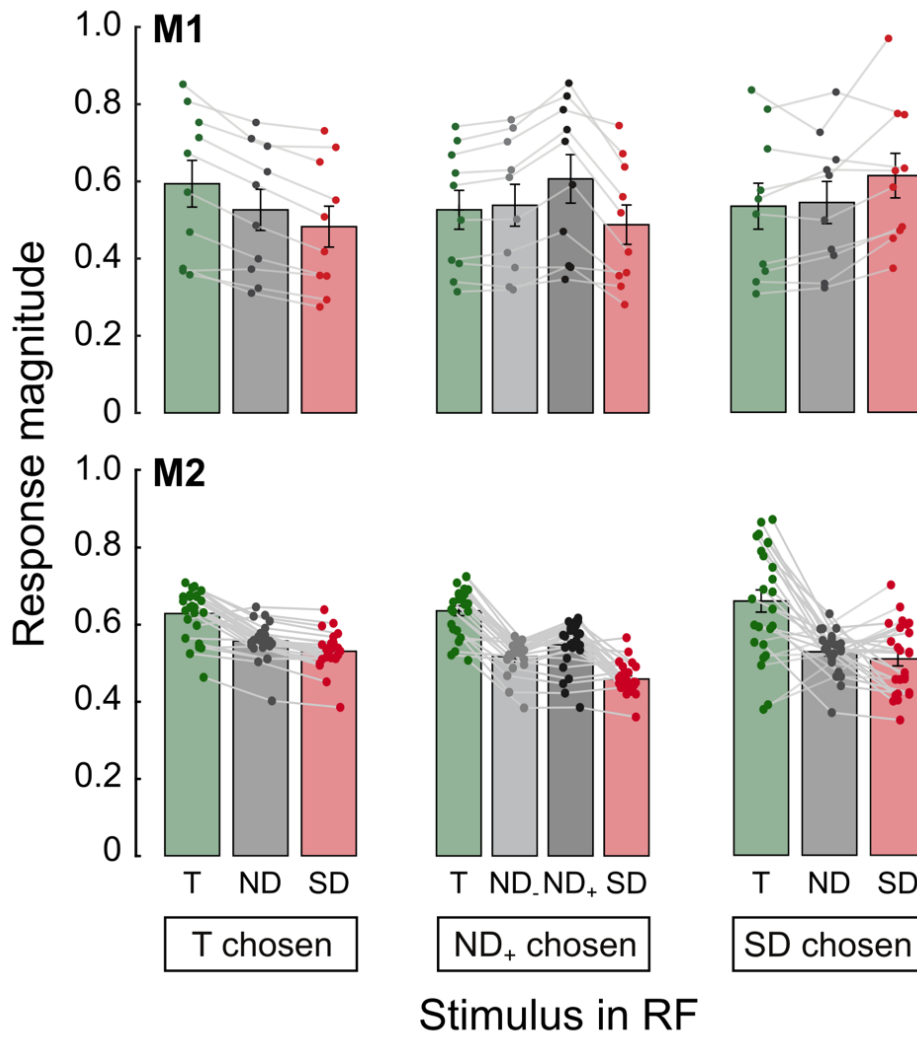 Response magnitude
M1
1.0
0.8
0.6
0.4
0.2
0
M2
1.0
0.8
0.6
0.4
0.2
0
T ND SD T ND₋ ND₊ SD T ND SD
T chosen ND₊ chosen SD chosen
Stimulus in RF